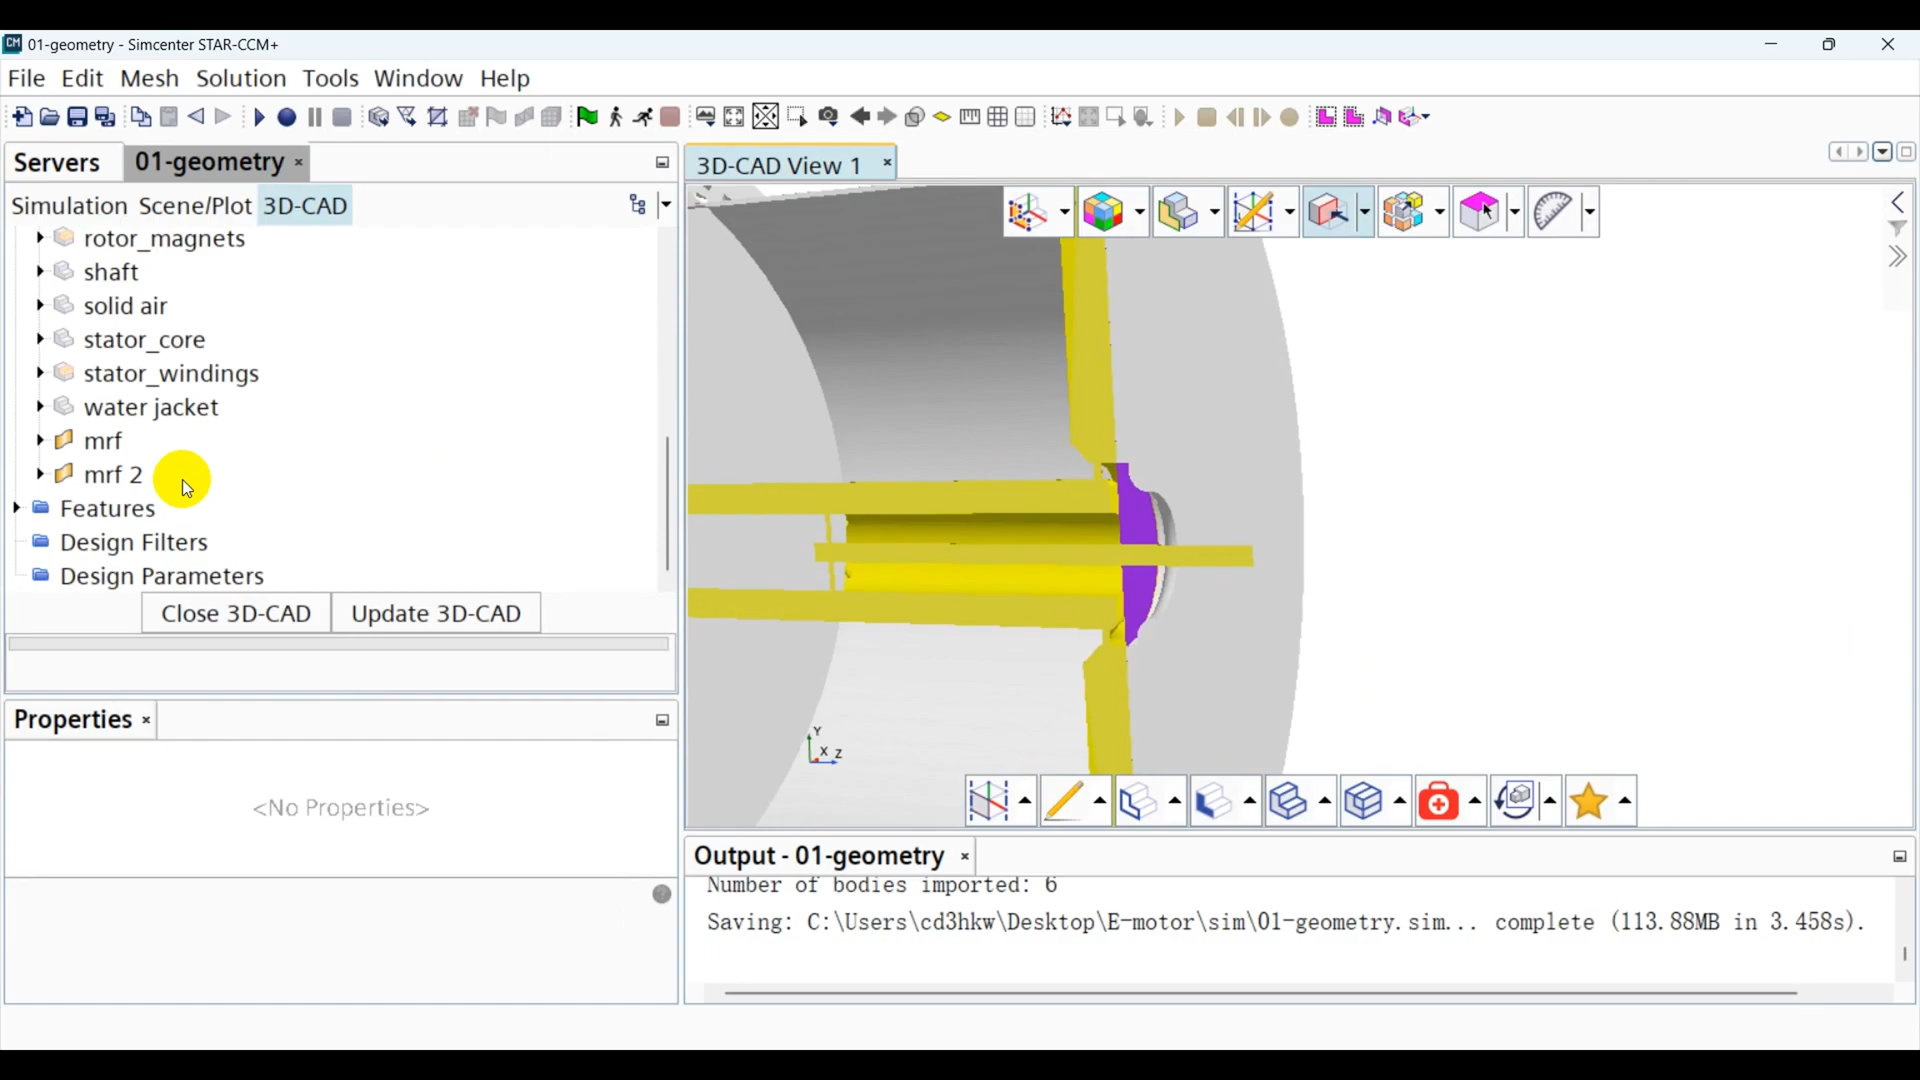 CM 01-geometry - Simcenter STAR-CCM+
File Edit Mesh Solution Tools Window Help
Servers 01-geometry ×
Simulation Scene/Plot 3D-CAD
rotor_magnets
shaft
solid air
stator_core
stator_windings
water jacket
mrf
mrf 2
Features
Design Filters
Design Parameters
Close 3D-CAD Update 3D-CAD
Properties ×
<No Properties>
3D-CAD View 1 ×
Y
X Z
Output - 01-geometry ×
Number of bodies imported: 6
Saving: C:\Users\cd3hkw\Desktop\E-motor\sim\01-geometry.sim... complete (113.88MB in 3.458s).